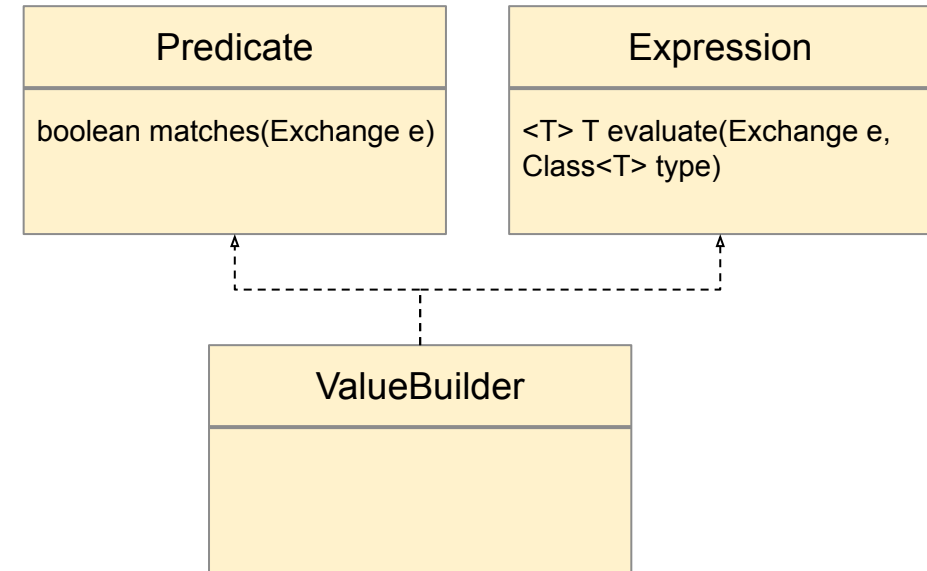 Predicate
boolean matches(Exchange e)
Expression
<T> T evaluate(Exchange e,
Class<T> type)
ValueBuilder